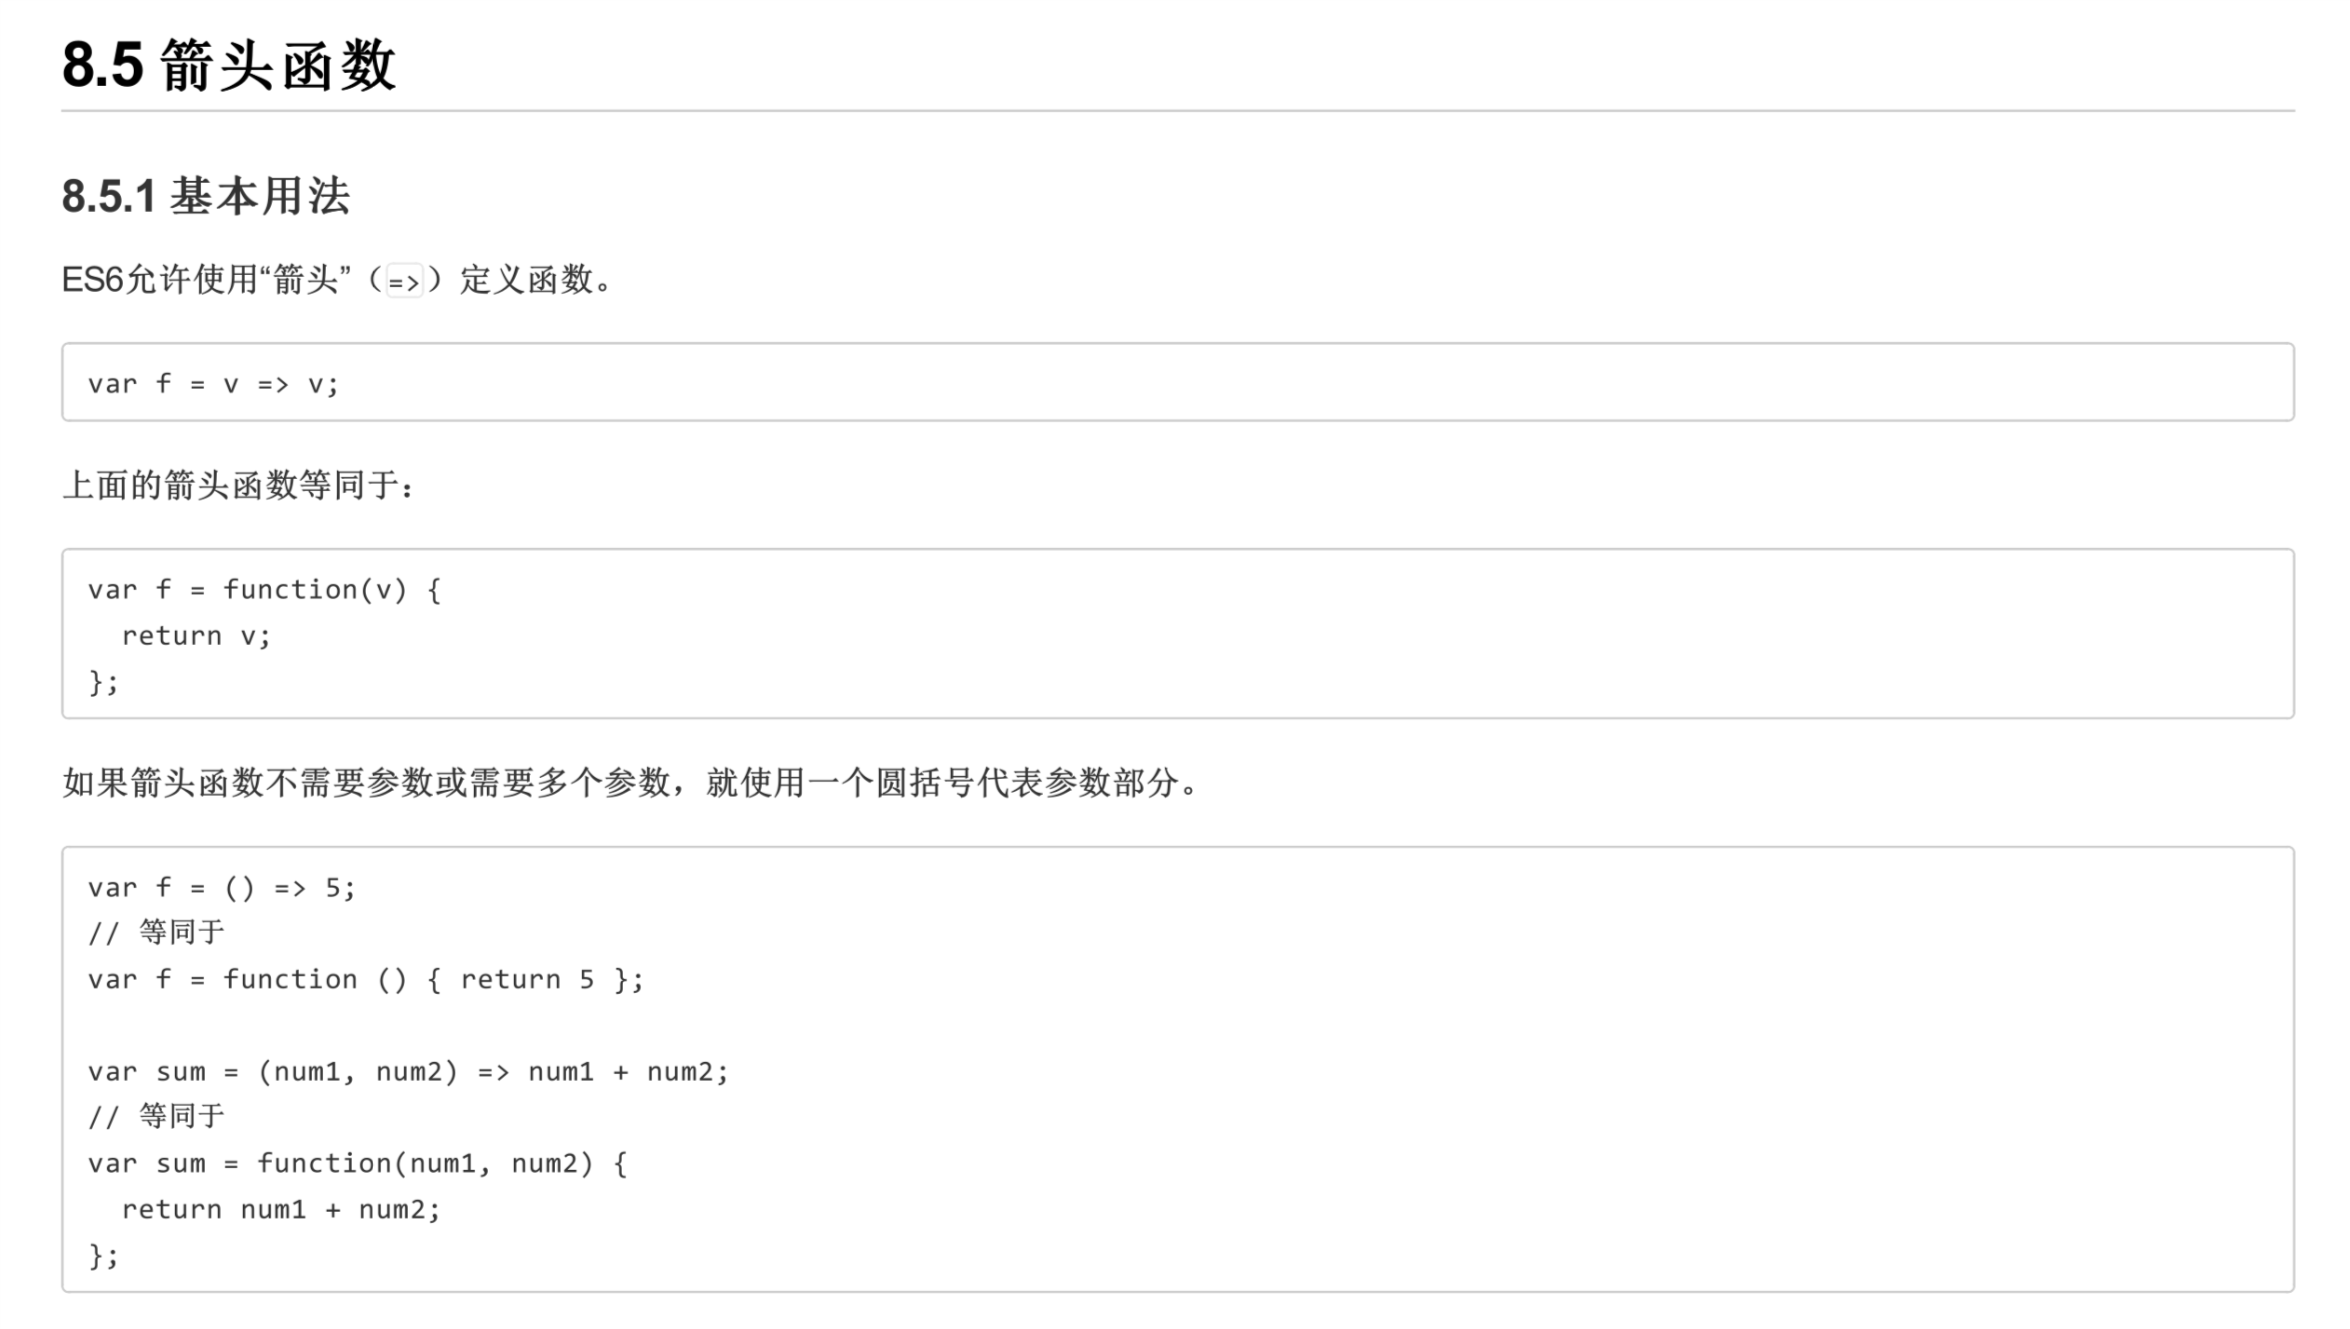 8.5 箭头函数
8.5.1 基本用法
ES6允许使用“箭头”（=>）定义函数。
var f = v => v;
上面的箭头函数等同于：
var f = function(v) {
  return v;
};
如果箭头函数不需要参数或需要多个参数，就使用一个圆括号代表参数部分。
var f = () => 5;
// 等同于
var f = function () { return 5 };
var sum = (num1, num2) => num1 + num2;
// 等同于
var sum = function(num1, num2) {
  return num1 + num2;
};